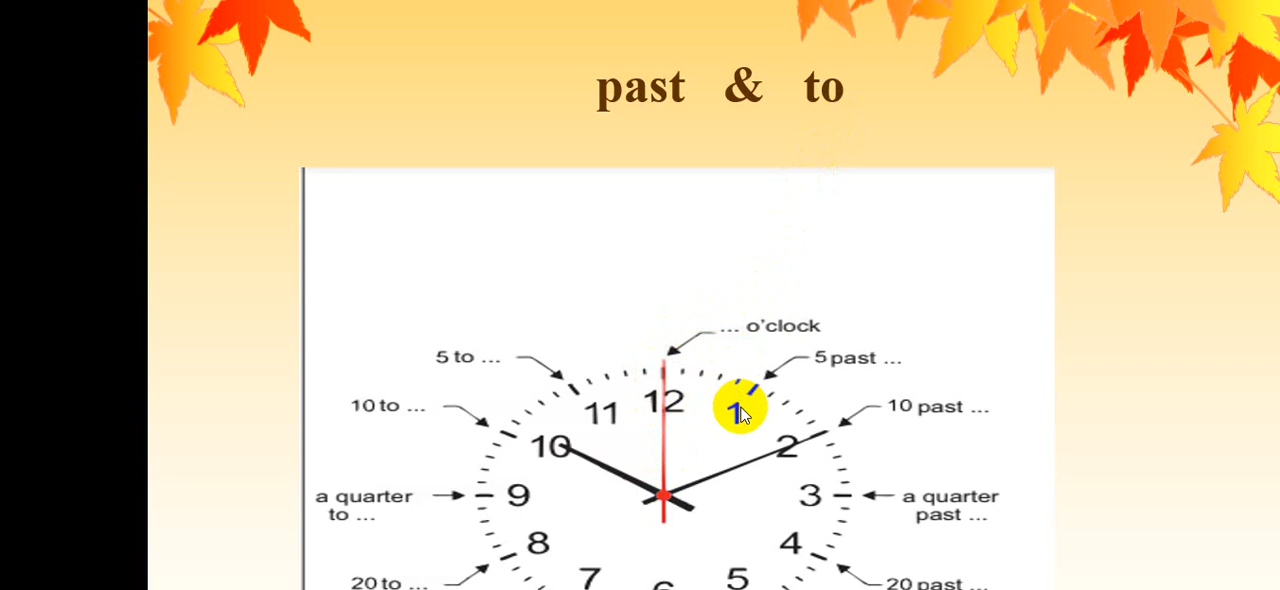 past & to
... o'clock
5 to ...
5 past ...
10 to ...
10 past ...
12
11
1
10
2
a quarter
to ...
9
3
a quarter
past ...
8
4
20 to ...
7
6
5
20 past ...